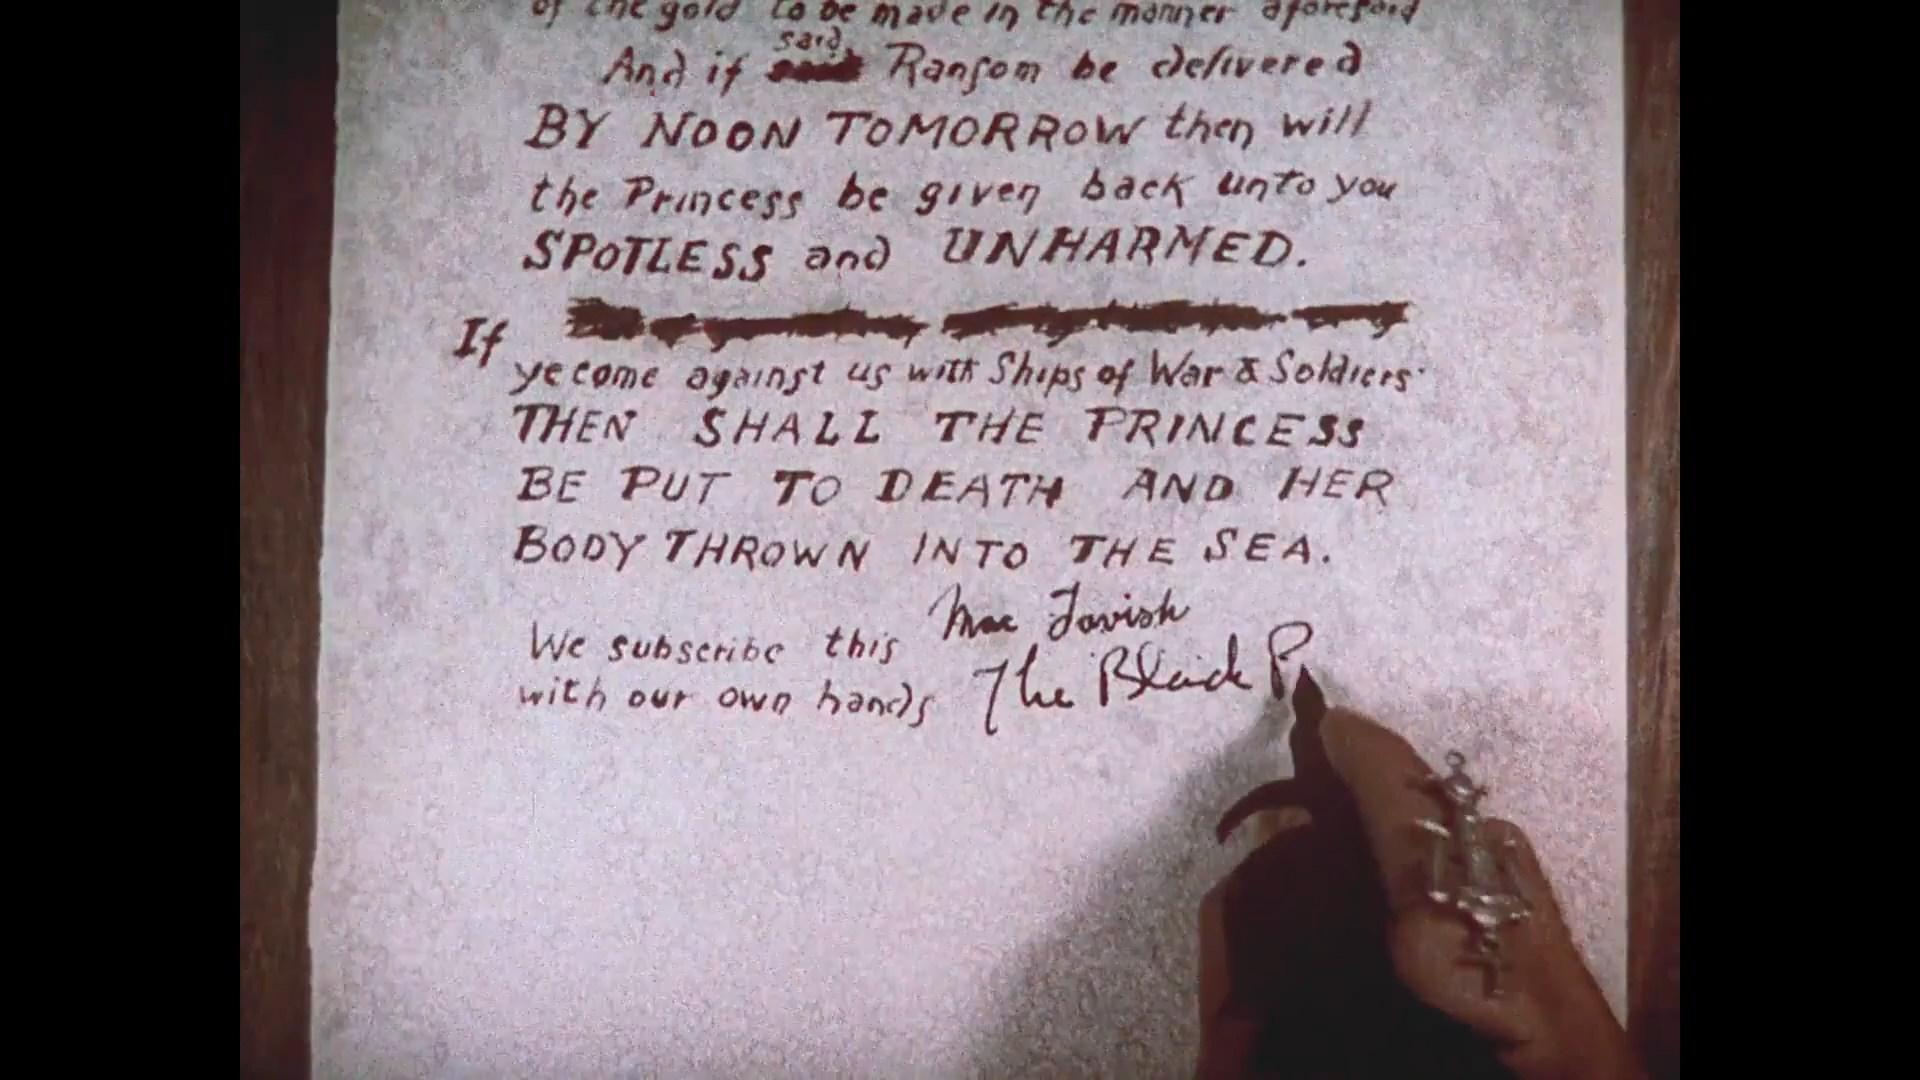 of the gold to be made in the manner aforesaid
said
And if Ransom be delivered
BY NOON TOMORROW then will
the Princess be given back unto you
SPOTLESS and UNHARMED.
If
ye come against us with Ships of War & Soldiers
THEN SHALL THE PRINCESS
BE PUT TO DEATH AND HER
BODY THROWN INTO THE SEA.
Mac Tavish
We subscribe this
with our own hands The Black P